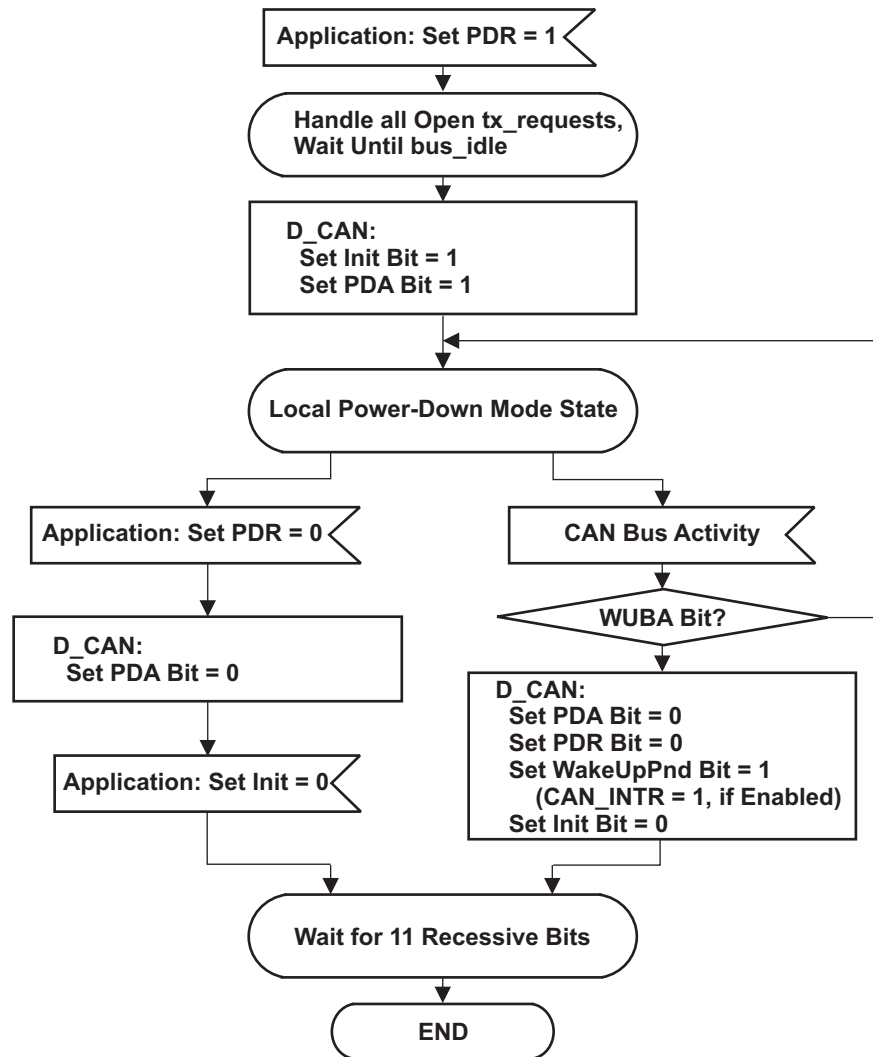 Application: Set PDR = 1
Handle all Open tx_requests,
Wait Until bus_idle
D_CAN:
Set Init Bit = 1
Set PDA Bit = 1
Local Power-Down Mode State
Application: Set PDR = 0
D_CAN:
Set PDA Bit = 0
Application: Set Init = 0
CAN Bus Activity
WUBA Bit?
D_CAN:
Set PDA Bit = 0
Set PDR Bit = 0
Set WakeUpPnd Bit = 1
(CAN_INTR = 1, if Enabled)
Set Init Bit = 0
Wait for 11 Recessive Bits
END